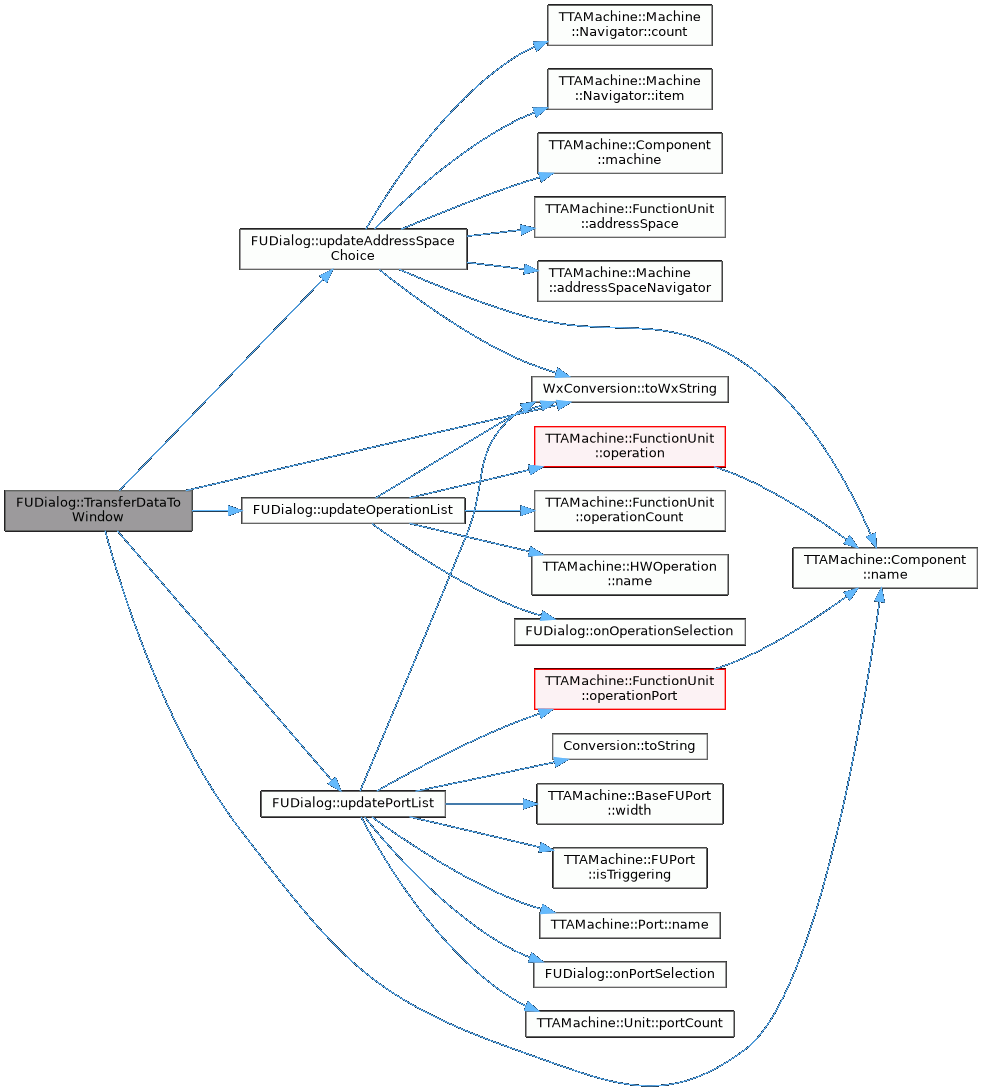 TTAMachine::Machine
::Navigator::count
TTAMachine::Machine
::Navigator::item
TTAMachine::Component
::machine
TTAMachine::FunctionUnit
::addressSpace
FUDialog::updateAddressSpace
Choice
TTAMachine::Machine
::addressSpaceNavigator
WxConversion::toWxString
TTAMachine::FunctionUnit
::operation
FUDialog::TransferDataTo
Window
FUDialog::updateOperationList
TTAMachine::FunctionUnit
::operationCount
TTAMachine::HWOperation
::name
TTAMachine::Component
::name
FUDialog::onOperationSelection
TTAMachine::FunctionUnit
::operationPort
Conversion::toString
FUDialog::updatePortList
TTAMachine::BaseFUPort
::width
TTAMachine::FUPort
::isTriggering
TTAMachine::Port::name
FUDialog::onPortSelection
TTAMachine::Unit::portCount